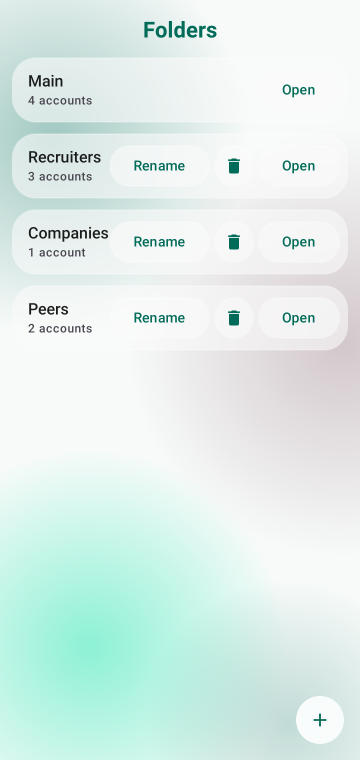 Folders
Main
4 accounts
Open
Recruiters
3 accounts
Rename
Open
Companies
1 account
Rename
Open
Peers
2 accounts
Rename
Open